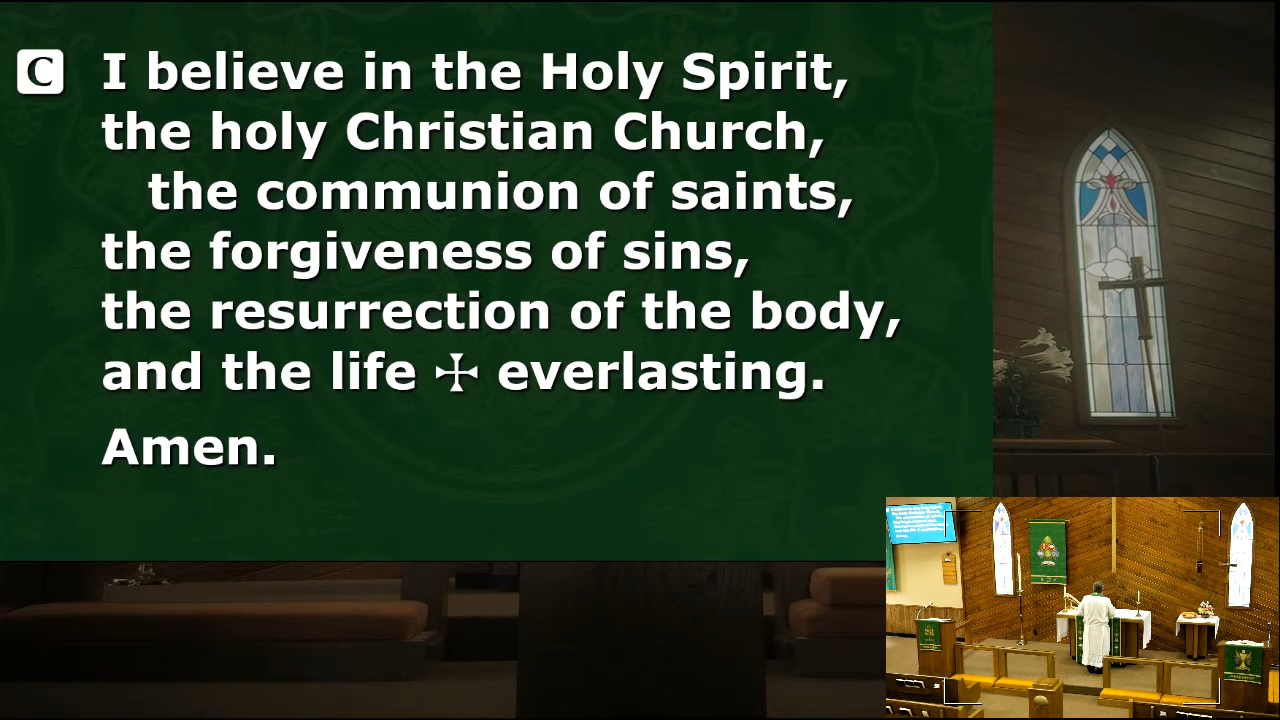 C I believe in the Holy Spirit,
the holy Christian Church,
the communion of saints,
the forgiveness of sins,
the resurrection of the body,
and the life ✠ everlasting.
Amen.